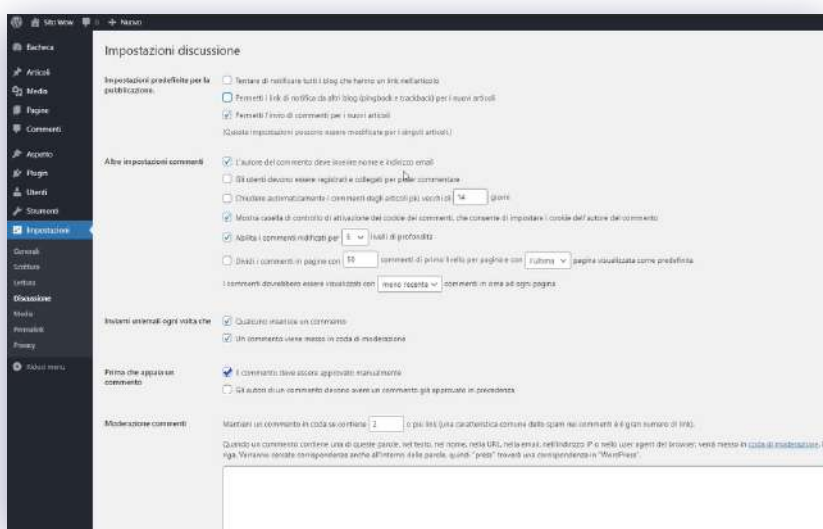 Sito Wow 0 Nuovo
Bacheca
Articoli
Media
Pagine
Commenti
Aspetto
Plugin
Utenti
Strumenti
Impostazioni
Generali
Scrittura
Lettura
Discussione
Media
Permalink
Privacy
Riduci menu
Impostazioni discussione
Impostazioni predefinite per la pubblicazione.
Tentare di notificare tutti i blog che hanno un link nell'articolo
Permetti i link di notifica da altri blog (pingback e trackback) per i nuovi articoli
Permetti l'invio di commenti per i nuovi articoli
(Queste impostazioni possono essere modificate per i singoli articoli.)
Altre impostazioni commenti
L'autore del commento deve inserire nome e indirizzo email
Gli utenti devono essere registrati e collegati per poter commentare
Chiudere automaticamente i commenti dagli articoli più vecchi di 14 giorni
Mostra casella di controllo di attivazione dei cookie dei commenti, che consente di impostare i cookie dell'autore del commento
Abilita i commenti nidificati per 5 livelli di profondità
Dividi i commenti in pagine con 50 commenti di primo livello per pagina e con l'ultima pagina visualizzata come predefinita
I commenti dovrebbero essere visualizzati con meno recente commenti in cima ad ogni pagina
Inviami un'email ogni volta che
Qualcuno inserisce un commento
Un commento viene messo in coda di moderazione
Prima che appaia un commento
Il commento deve essere approvato manualmente
Gli autori di un commento devono avere un commento già approvato in precedenza
Moderazione commenti
Mantieni un commento in coda se contiene 2 o più link (una caratteristica comune dello spam nei commenti è il gran numero di link).
Quando un commento contiene una di queste parole, nel testo, nel nome, nella URL, nella email, nell'indirizzo IP o nello user agent del browser, verrà messo in coda di moderazione.
riga. Verranno cercate corrispondenze anche all'interno delle parole, quindi "press" troverà una corrispondenza in "WordPress".